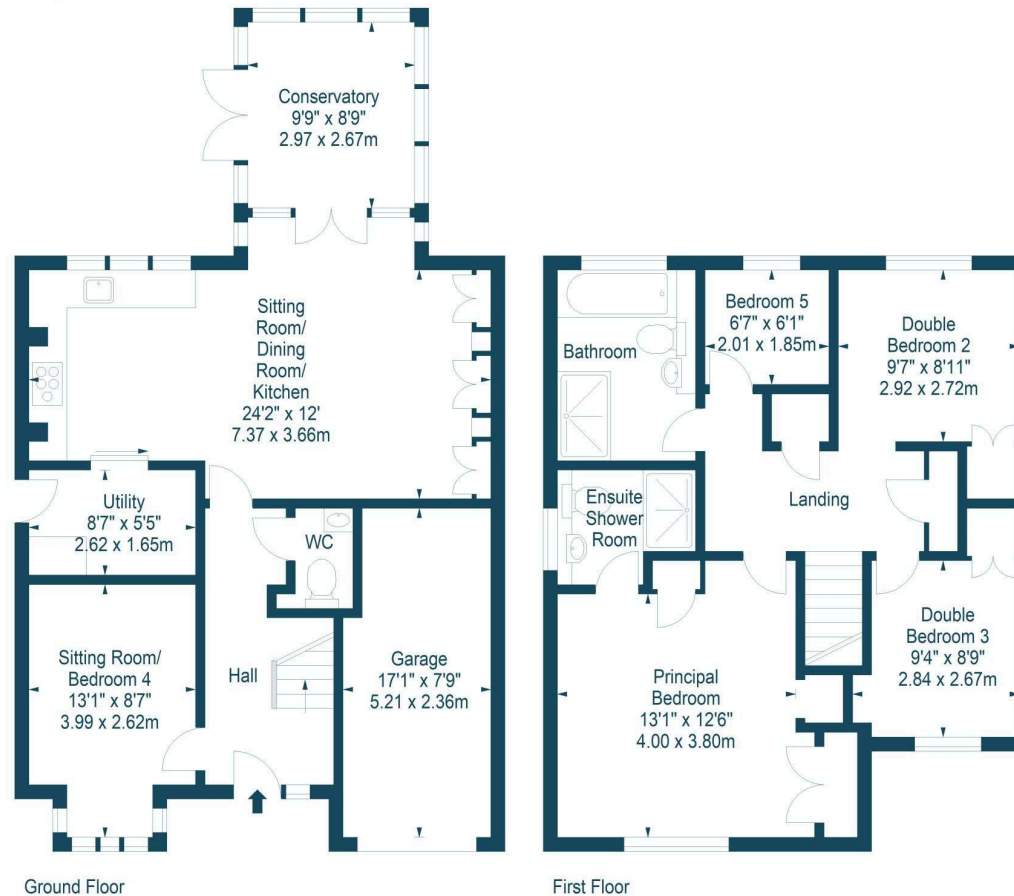 Conservatory
9'9" x 8'9"
2.97 x 2.67m
Sitting
Room/
Dining
Room/
Kitchen
24'2" x 12'
7.37 x 3.66m
Utility
8'7" x 5'5"
2.62 x 1.65m
WC
Sitting Room/
Bedroom 4
13'1" x 8'7"
3.99 x 2.62m
Hall
Garage
17'1" x 7'9"
5.21 x 2.36m
Ground Floor
Bathroom
Bedroom 5
6'7" x 6'1"
2.01 x 1.85m
Double
Bedroom 2
9'7" x 8'11"
2.92 x 2.72m
Ensuite
Shower
Room
Landing
Principal
Bedroom
13'1" x 12'6"
4.00 x 3.80m
Double
Bedroom 3
9'4" x 8'9"
2.84 x 2.67m
First Floor